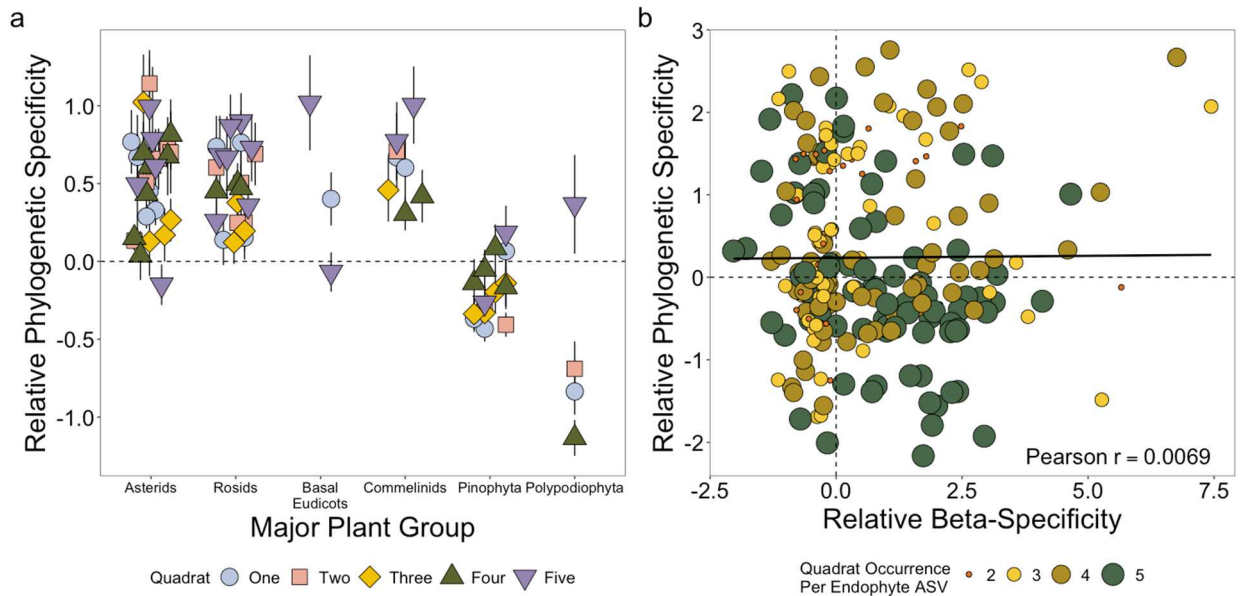 a
Relative Phylogenetic Specificity
1.0
0.5
0.0
-0.5
-1.0
Asterids
Rosids
Basal
Eudicots
Commelinids
Pinophyta
Polypodiophyta
Major Plant Group
Quadrat One Two Three Four Five
b
Relative Phylogenetic Specificity
3
2
1
0
-1
-2
Pearson r = 0.0069
-2.5
0.0
2.5
5.0
7.5
Relative Beta-Specificity
Quadrat Occurrence
Per Endophyte ASV
2 3 4 5